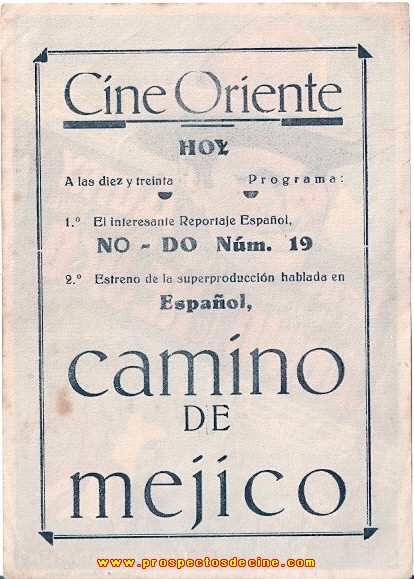 Cine Oriente
HOY
A las diez y treinta Programa:
1.º El interesante Reportaje Español,
NO - DO Núm. 19
2.º Estreno de la superproducción hablada en
Español,
camino
DE
mejico
www.prospectosdecine.com